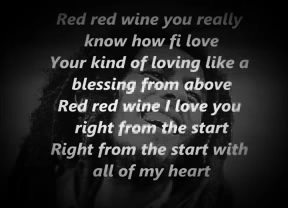 Red red wine you really
know how fi love
Your kind of loving like a
blessing from above
Red red wine I love you
right from the start
Right from the start with
all of my heart